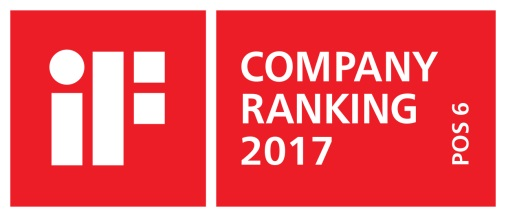 iF
COMPANY
RANKING
2017
POS 6